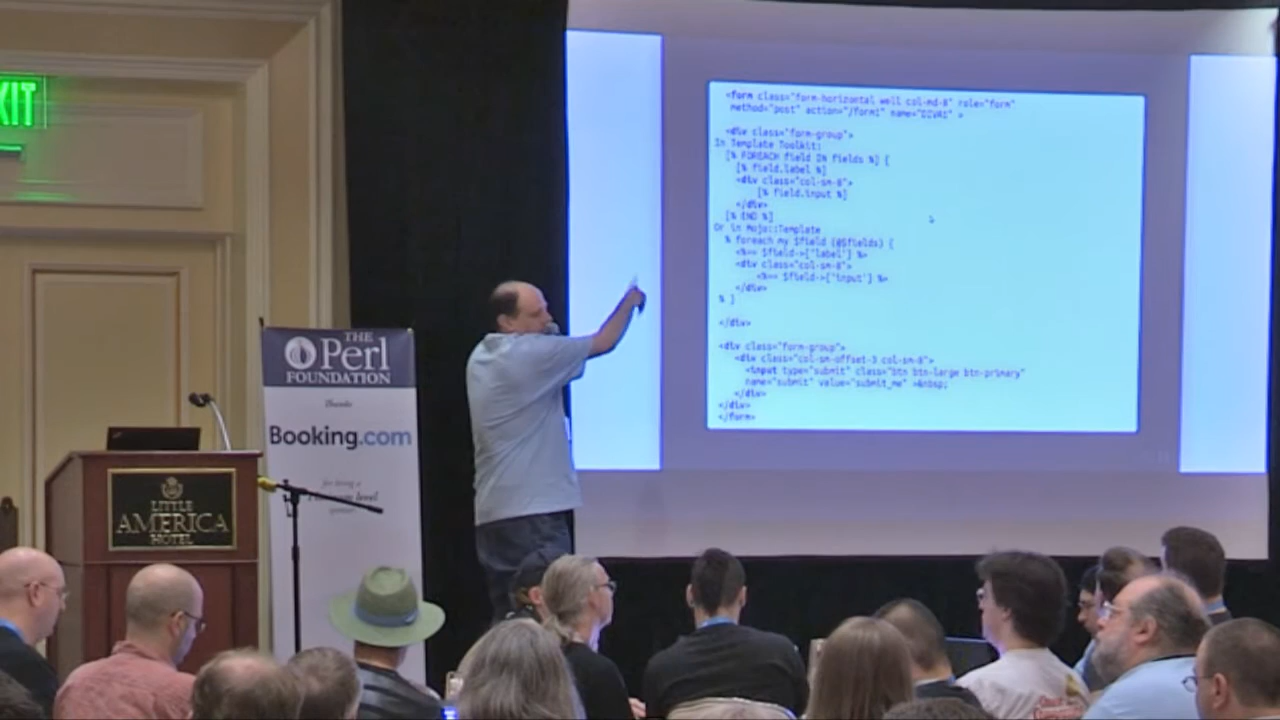 XIT
THE
Perl
FOUNDATION
Thanks
Booking.com
for being a
level
LITTLE
AMERICA
HOTEL
<form class="form-horizontal well col-md-8" role="form"
method="post" action="/form1" name="DIVA1" >
<div class="form-group">
In Template Toolkit:
[% FOREACH field IN fields %] {
[% field.label %]
<div class="col-sm-8">
[% field.input %]
</div>
[% END %]
Or in Mojo::Template
% foreach my $field (@$fields) {
<%== $field->{'label'} %>
<div class="col-sm-8">
<%== $field->{'input'} %>
</div>
% }
</div>
<div class="form-group">
<div class="col-sm-offset-3 col-sm-8">
<input type="submit" class="btn btn-large btn-primary"
name="submit" value="submit_me" >&nbsp;
</div>
</div>
</form>